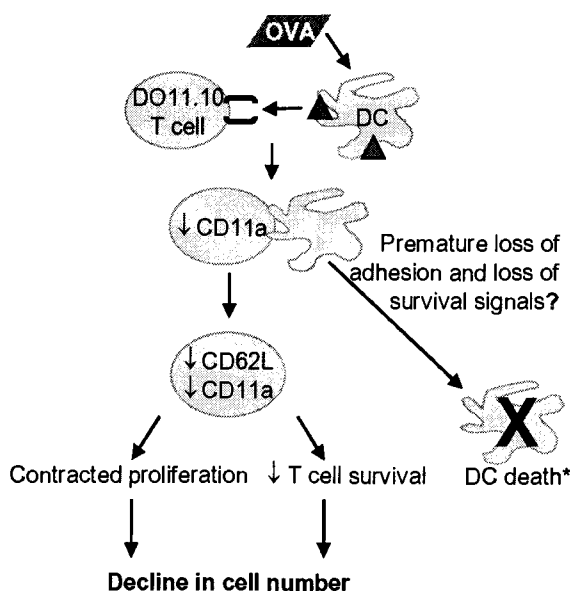 OVA
DO11.10
T cell
DC
↓ CD11a
Premature loss of
adhesion and loss of
survival signals?
↓ CD62L
↓ CD11a
X
Contracted proliferation
↓ T cell survival
DC death*
Decline in cell number